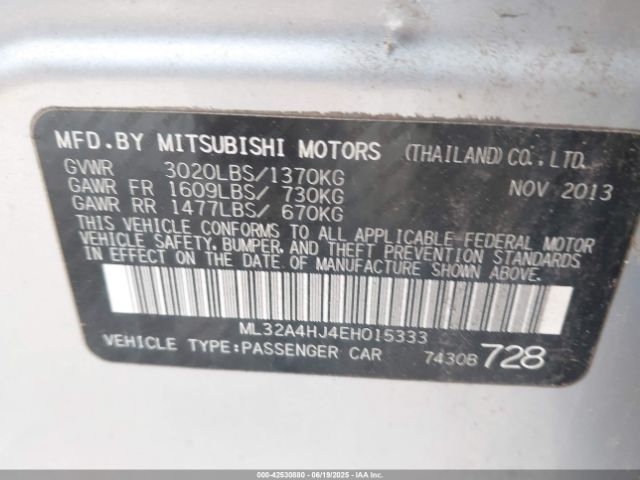 MFD.BY MITSUBISHI MOTORS (THAILAND)CO.,LTD.
GVWR 3020LBS/1370KG NOV 2013
GAWR FR 1609LBS/ 730KG
GAWR RR 1477LBS/ 670KG
THIS VEHICLE CONFORMS TO ALL APPLICABLE FEDERAL MOTOR
VEHICLE SAFETY, BUMPER, AND THEFT PREVENTION STANDARDS
IN EFFECT ON THE DATE OF MANUFACTURE SHOWN ABOVE.
ML32A4HJ4EH015333
VEHICLE TYPE:PASSENGER CAR 7430B 728
000-42530880 - 06/19/2025 - IAAI.COM